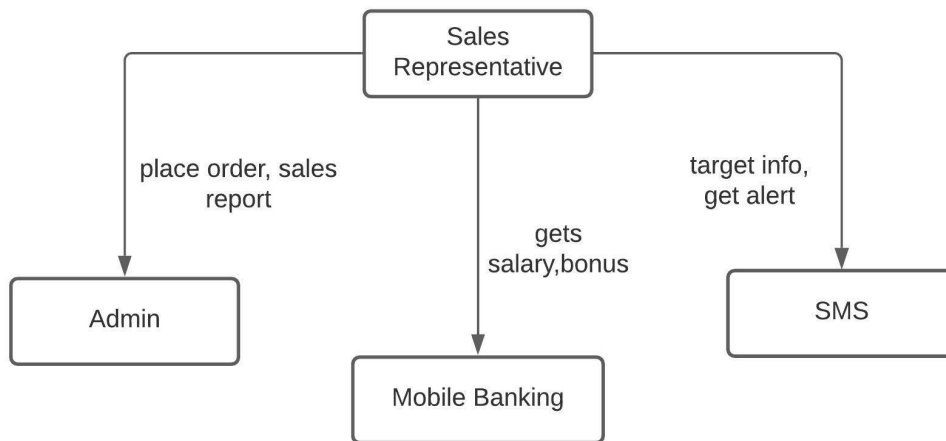 Sales
Representative
place order, sales
report
target info,
get alert
gets
salary,bonus
Admin
SMS
Mobile Banking